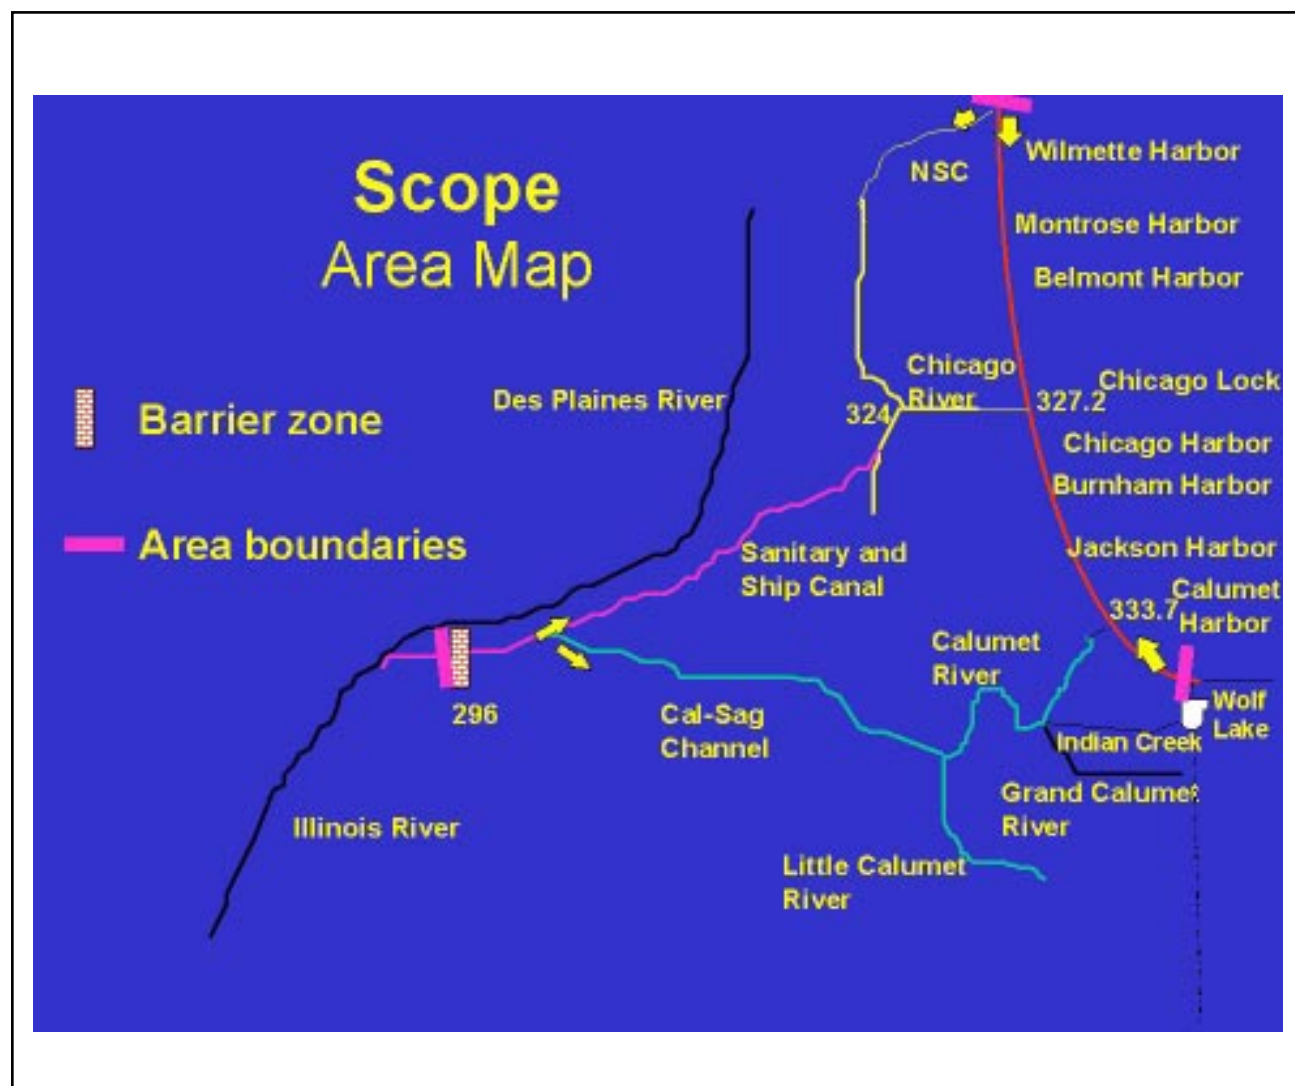 Scope
Area Map
Barrier zone
Area boundaries
Wilmette Harbor
NSC
Montrose Harbor
Belmont Harbor
Chicago
River
Chicago Lock
Des Plaines River
324
327.2
Chicago Harbor
Burnham Harbor
Jackson Harbor
Sanitary and
Ship Canal
Calumet
Harbor
333.7
Calumet
River
296
Cal-Sag
Channel
Wolf
Lake
Indian Creek
Grand Calumet
River
Illinois River
Little Calumet
River